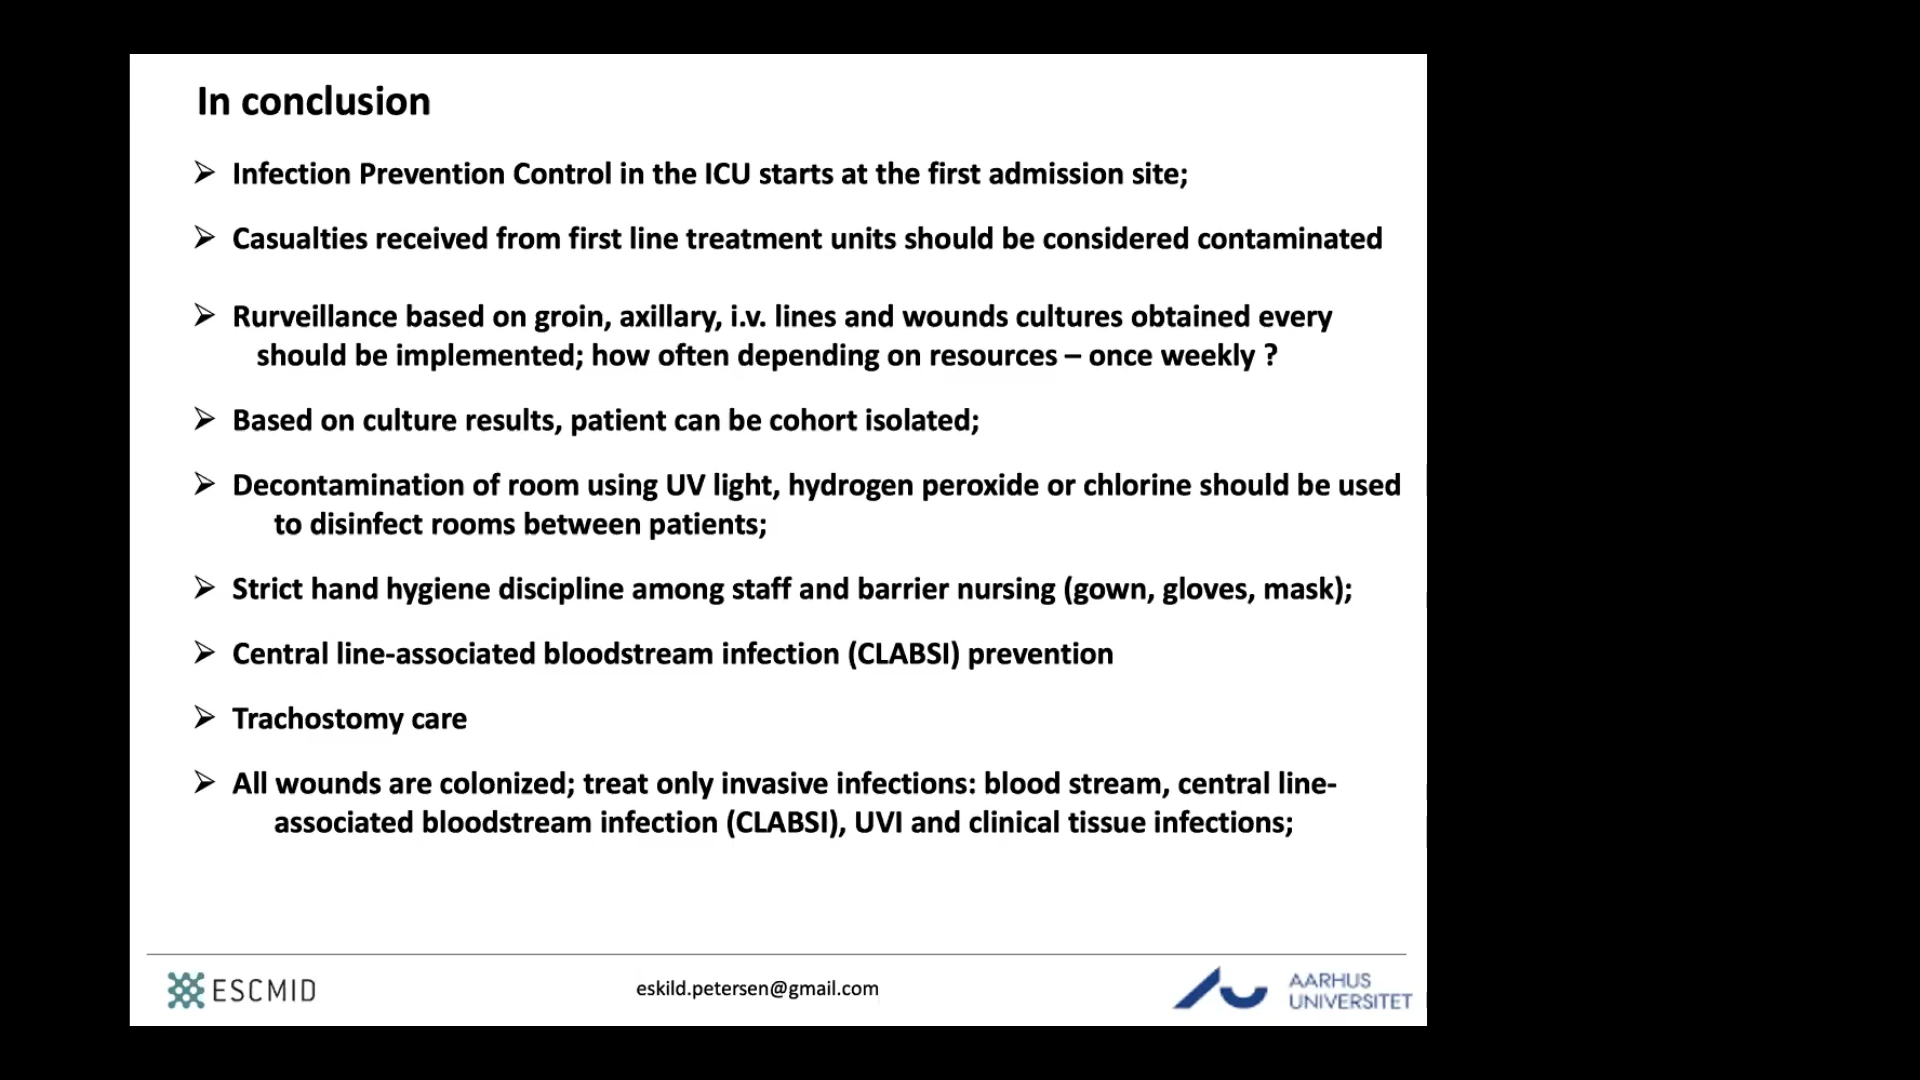 In conclusion
➢ Infection Prevention Control in the ICU starts at the first admission site;
➢ Casualties received from first line treatment units should be considered contaminated
➢ Rurveillance based on groin, axillary, i.v. lines and wounds cultures obtained every
should be implemented; how often depending on resources – once weekly ?
➢ Based on culture results, patient can be cohort isolated;
➢ Decontamination of room using UV light, hydrogen peroxide or chlorine should be used
to disinfect rooms between patients;
➢ Strict hand hygiene discipline among staff and barrier nursing (gown, gloves, mask);
➢ Central line-associated bloodstream infection (CLABSI) prevention
➢ Trachostomy care
➢ All wounds are colonized; treat only invasive infections: blood stream, central line-
associated bloodstream infection (CLABSI), UVI and clinical tissue infections;
ESCMID
eskild.petersen@gmail.com
AARHUS
UNIVERSITET